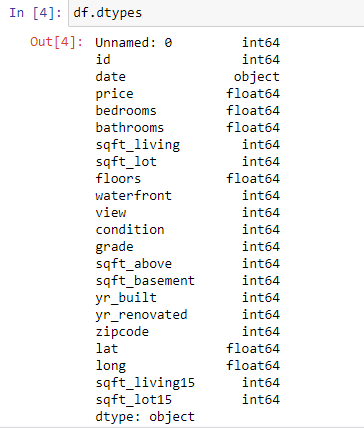 In [4]: df.dtypes
Out[4]: Unnamed: 0 int64
id int64
date object
price float64
bedrooms float64
bathrooms float64
sqft_living int64
sqft_lot int64
floors float64
waterfront int64
view int64
condition int64
grade int64
sqft_above int64
sqft_basement int64
yr_built int64
yr_renovated int64
zipcode int64
lat float64
long float64
sqft_living15 int64
sqft_lot15 int64
dtype: object